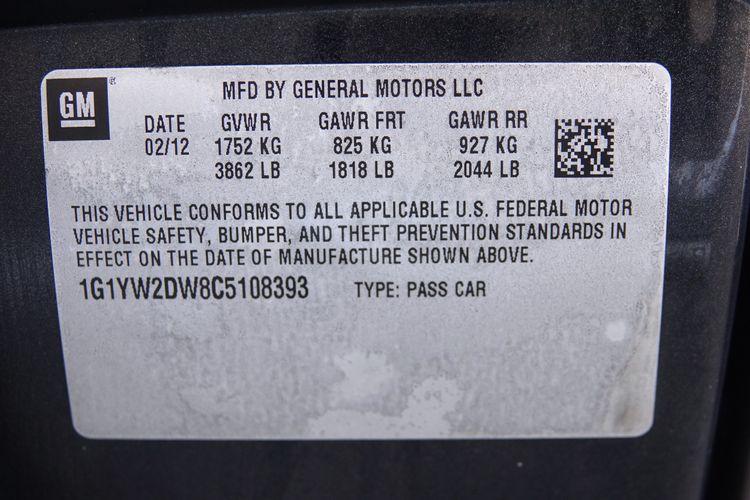 GM®
MFD BY GENERAL MOTORS LLC
DATE GVWR GAWR FRT GAWR RR
02/12 1752 KG 825 KG 927 KG
3862 LB 1818 LB 2044 LB
THIS VEHICLE CONFORMS TO ALL APPLICABLE U.S. FEDERAL MOTOR
VEHICLE SAFETY, BUMPER, AND THEFT PREVENTION STANDARDS IN
EFFECT ON THE DATE OF MANUFACTURE SHOWN ABOVE.
1G1YW2DW8C5108393 TYPE: PASS CAR